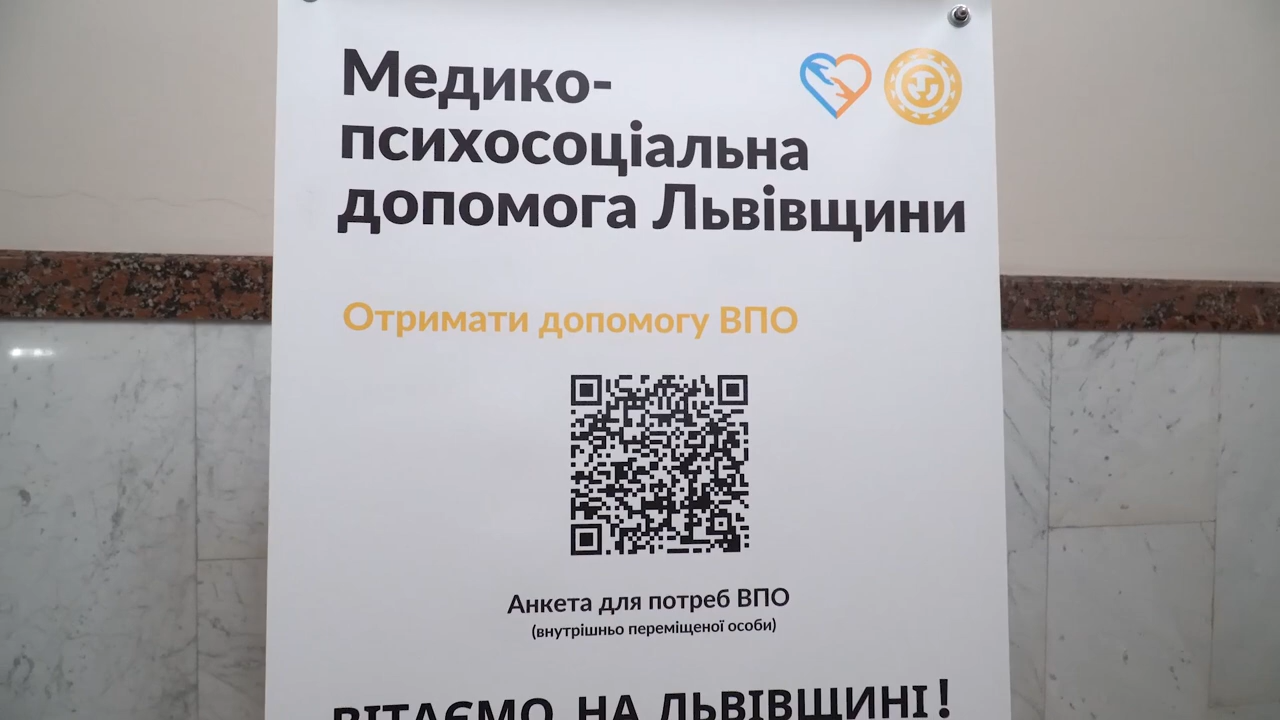 Медико-
психосоціальна
допомога Львівщини
Отримати допомогу ВПО
Анкета для потреб ВПО
(внутрішньо переміщеної особи)
ВІТАЄМО НА ЛЬВІВЩИНІ!